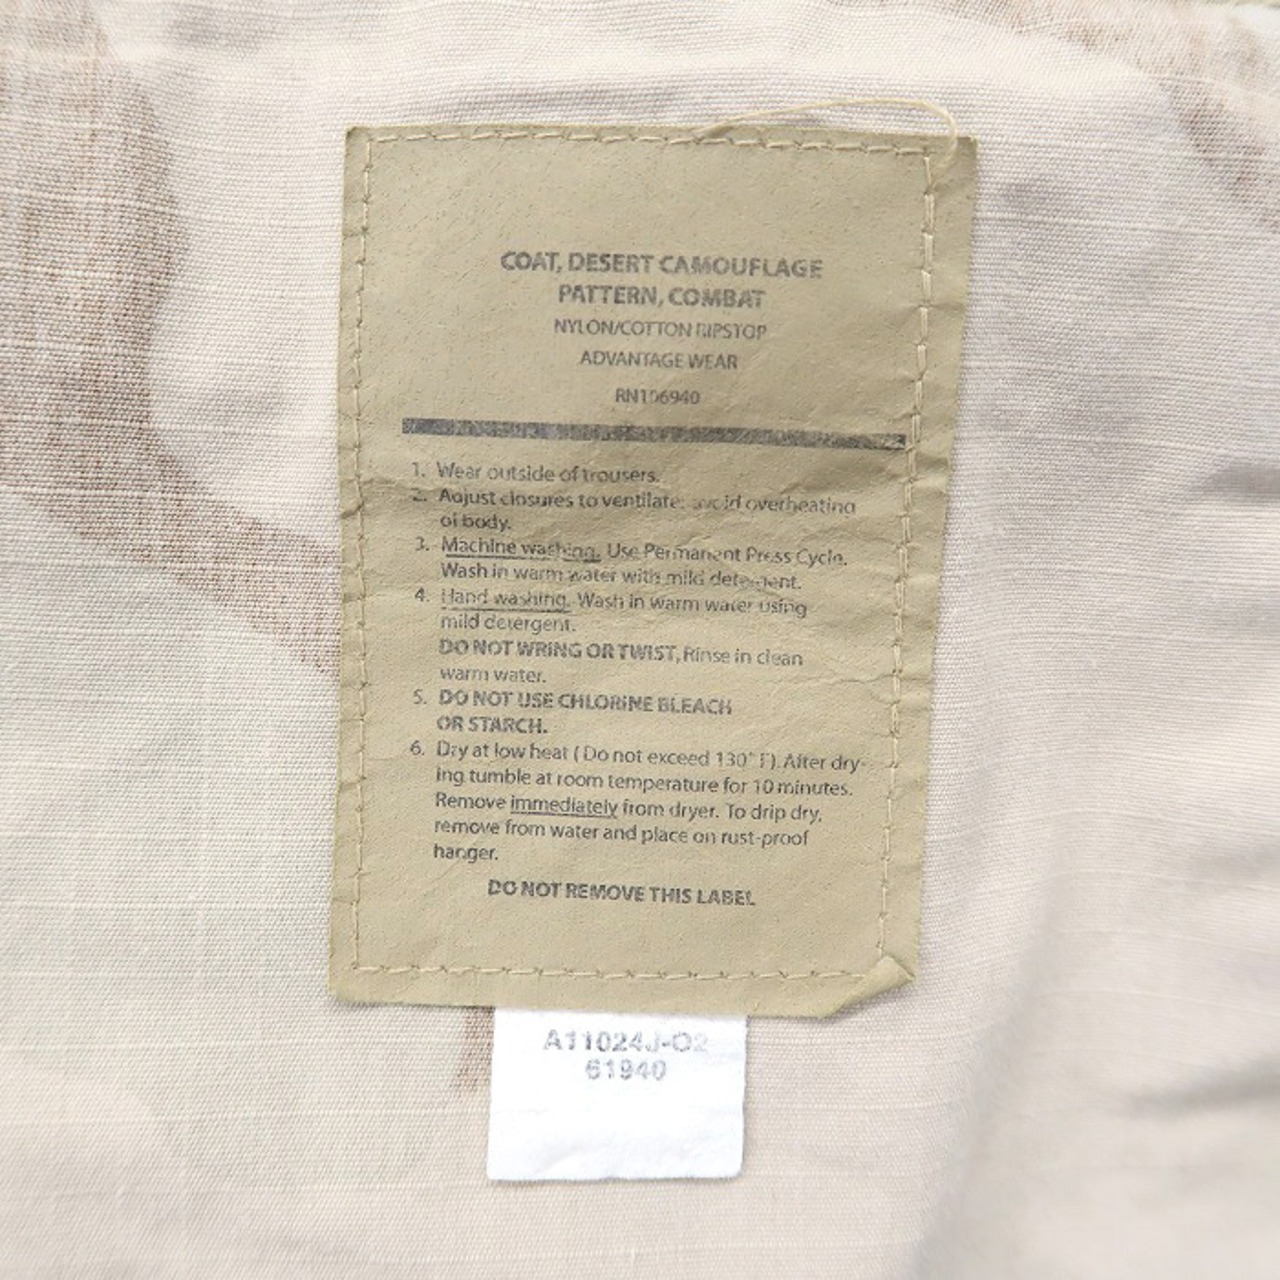 COAT, DESERT CAMOUFLAGE
PATTERN, COMBAT
NYLON/COTTON RIPSTOP
ADVANTAGE WEAR
RN106940
1. Wear outside of trousers.
2. Adjust closures to ventilate; avoid overheating
of body.
3. Machine washing. Use Permanent Press Cycle.
Wash in warm water with mild detergent.
4. Hand washing. Wash in warm water using
mild detergent.
DO NOT WRING OR TWIST, Rinse in clean
warm water.
5. DO NOT USE CHLORINE BLEACH
OR STARCH.
6. Dry at low heat (Do not exceed 130° F). After dry-
ing tumble at room temperature for 10 minutes.
Remove immediately from dryer. To drip dry,
remove from water and place on rust-proof
hanger.
DO NOT REMOVE THIS LABEL
A11024J-02
61940